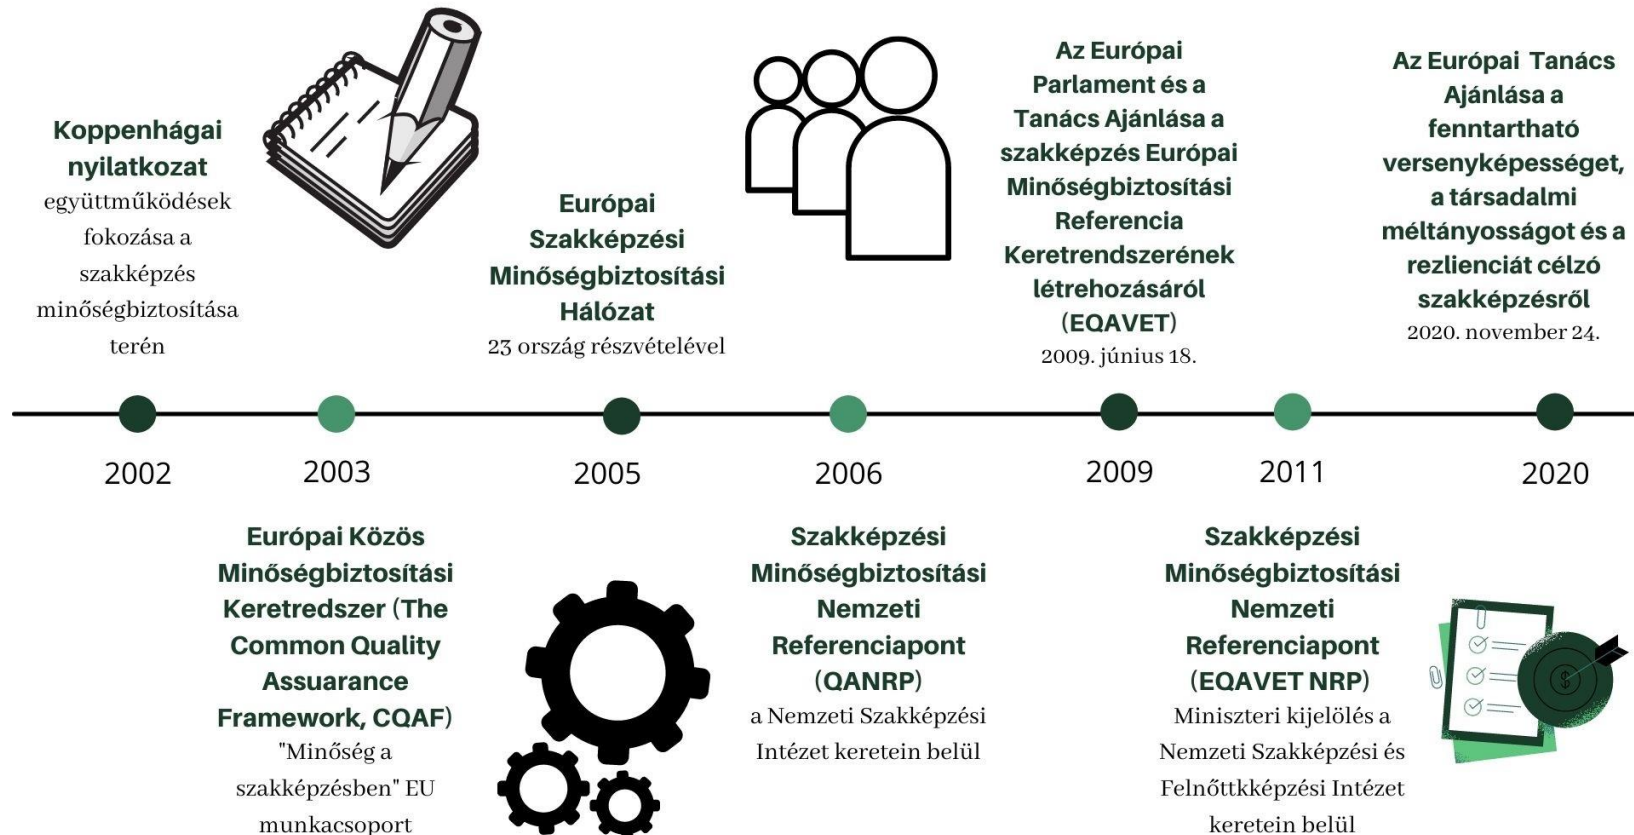 Koppenhágai
nyilatkozat
együttműködések
fokozása a
szakképzés
minőségbiztosítása
terén
2002
Európai Közös
Minőségbiztosítási
Keretredszer (The
Common Quality
Assuarance
Framework, CQAF)
"Minőség a
szakképzésben" EU
munkacsoport
2003
Európai
Szakképzési
Minőségbiztosítási
Hálózat
23 ország részvételével
2005
Szakképzési
Minőségbiztosítási
Nemzeti
Referenciapont
(QANRP)
a Nemzeti Szakképzési
Intézet keretein belül
2006
Az Európai
Parlament és a
Tanács Ajánlása a
szakképzés Európai
Minőségbiztosítási
Referencia
Keretrendszerének
létrehozásáról
(EQAVET)
2009. június 18.
2009
Szakképzési
Minőségbiztosítási
Nemzeti
Referenciapont
(EQAVET NRP)
Miniszteri kijelölés a
Nemzeti Szakképzési és
Felnőttkképzési Intézet
keretein belül
2011
Az Európai Tanács
Ajánlása a
fenntartható
versenyképességet,
a társadalmi
méltányosságot és a
rezlienciát célzó
szakképzésről
2020. november 24.
2020
$